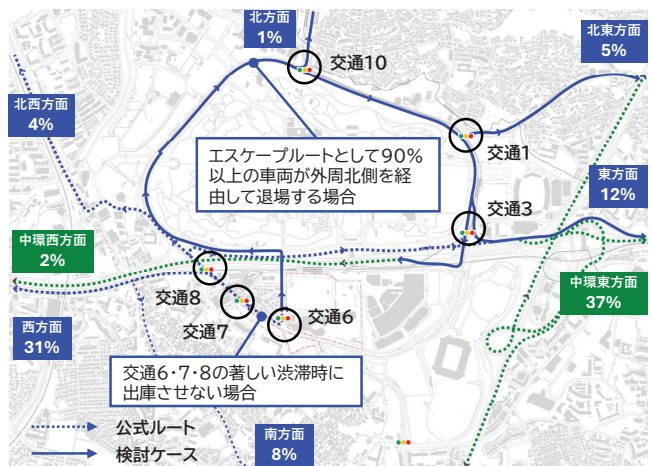 北方面
1%
北東方面
5%
交通10
北西方面
4%
交通1
エスケープルートとして90%
以上の車両が外周北側を経
由して退場する場合
東方面
12%
交通3
中環西方面
2%
中環東方面
37%
交通8
交通7
交通6
西方面
31%
交通6・7・8の著しい渋滞時に
出庫させない場合
公式ルート
検討ケース
南方面
8%